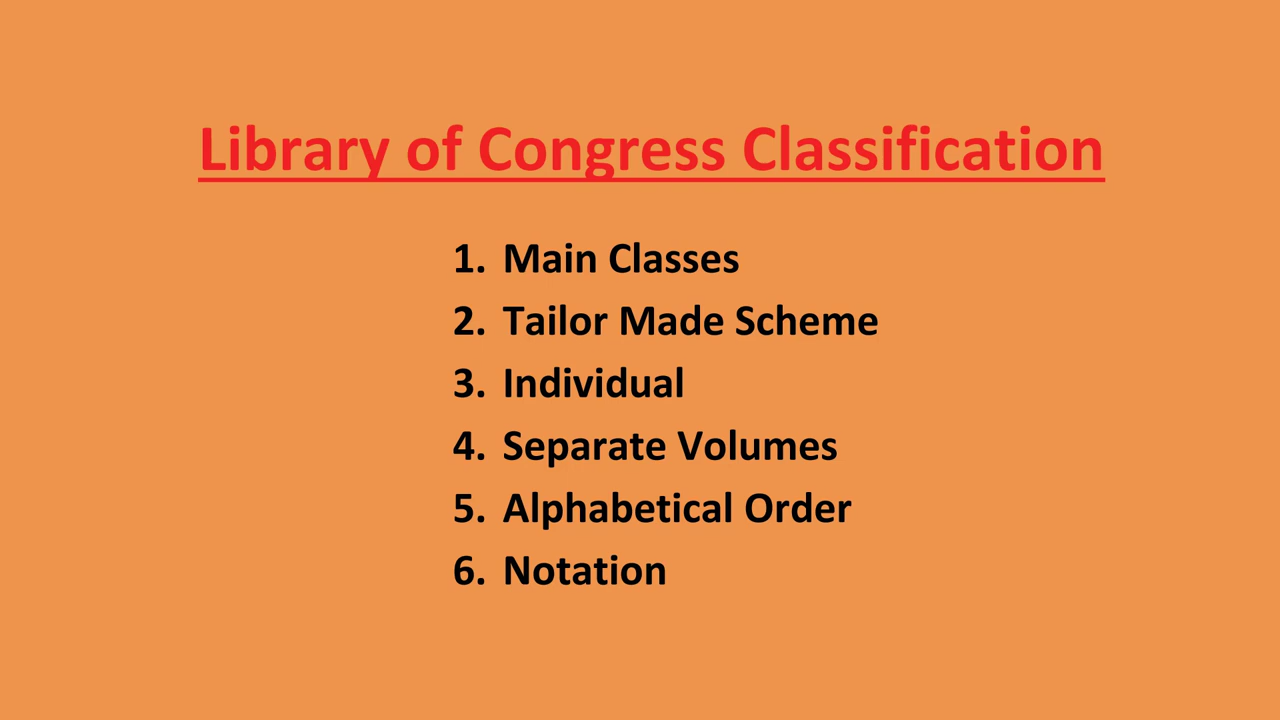 Library of Congress Classification
1. Main Classes
2. Tailor Made Scheme
3. Individual
4. Separate Volumes
5. Alphabetical Order
6. Notation